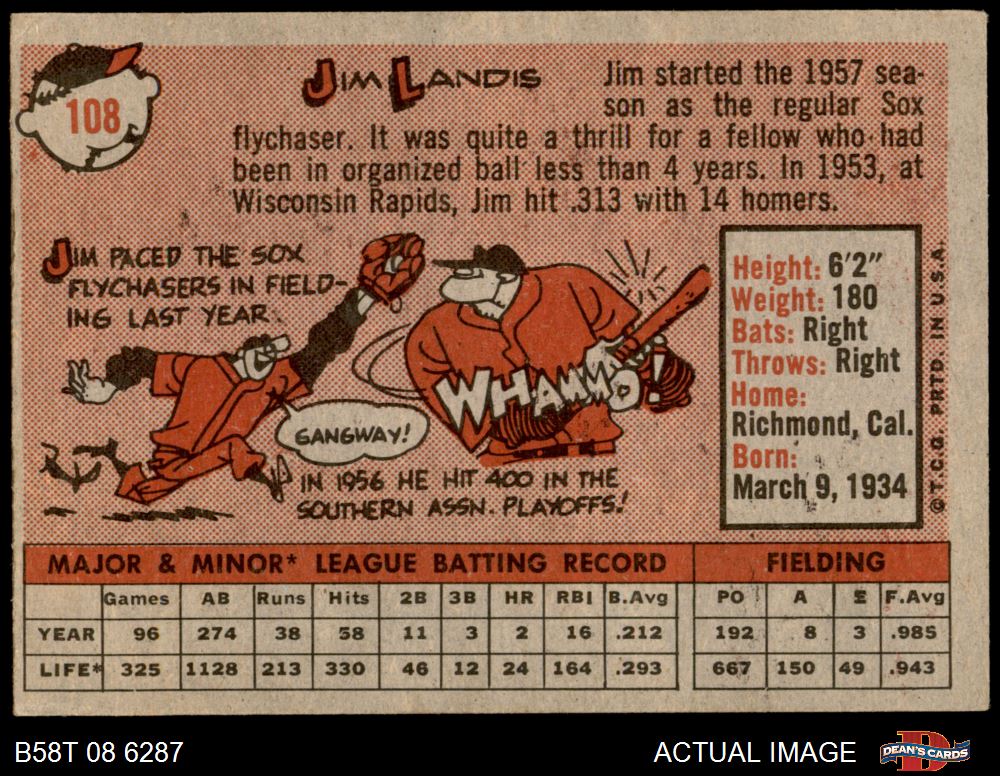 108
JIM LANDIS
Jim started the 1957 sea-
son as the regular Sox
flychaser. It was quite a thrill for a fellow who had
been in organized ball less than 4 years. In 1953, at
Wisconsin Rapids, Jim hit .313 with 14 homers.
JIM PACED THE SOX
FLYCHASERS IN FIELD-
ING LAST YEAR.
GANGWAY!
WHAMMO!
IN 1956 HE HIT 400 IN THE
SOUTHERN ASSN. PLAYOFFS!
Height: 6'2"
Weight: 180
Bats: Right
Throws: Right
Home:
Richmond, Cal.
Born:
March 9, 1934
© T.C.G. PRTD. IN U.S.A.
MAJOR & MINOR* LEAGUE BATTING RECORD FIELDING
Games AB Runs Hits 2B 3B HR RBI B.Avg PO A E F.Avg
YEAR 96 274 38 58 11 3 2 16 .212 192 8 3 .985
LIFE* 325 1128 213 330 46 12 24 164 .293 667 150 49 .943
B58T 08 6287
ACTUAL IMAGE
DEAN'S CARDS